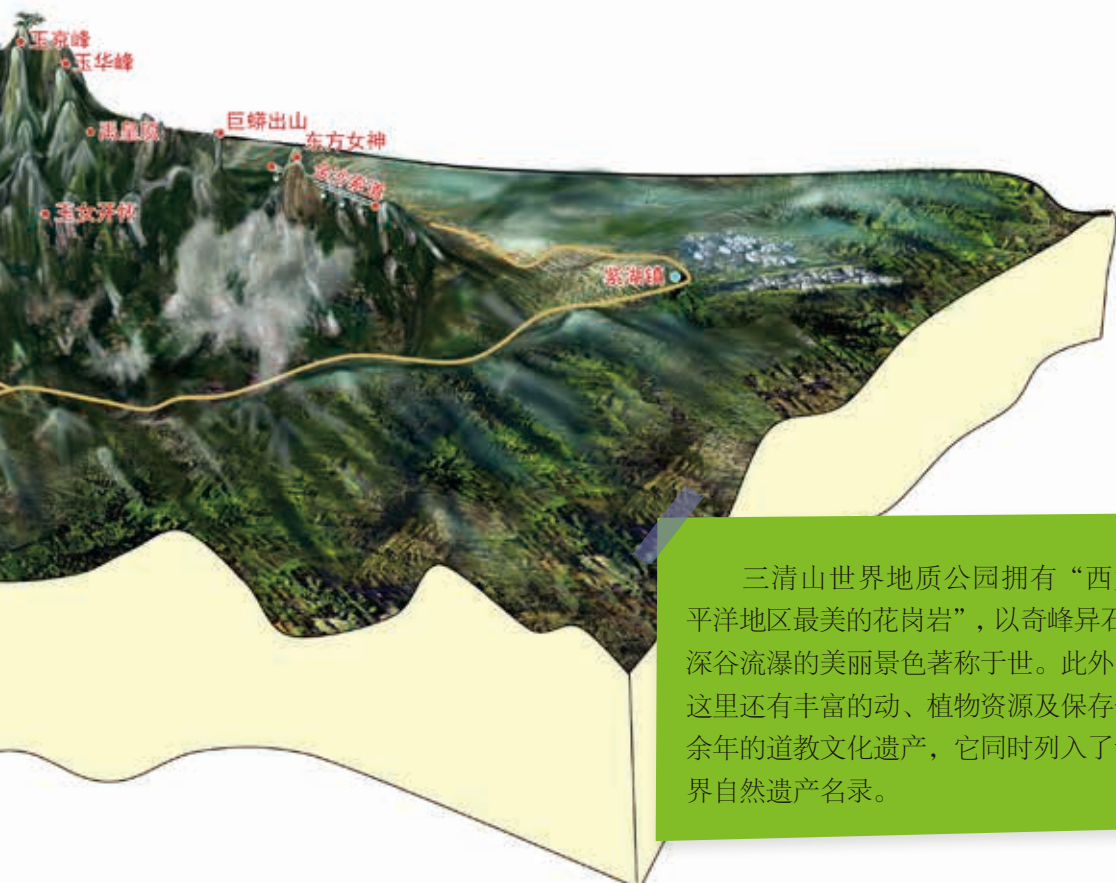 玉京峰
玉华峰
巨蟒出山
东方女神
玉女开怀
紫湖镇
三清山世界地质公园拥有“西
平洋地区最美的花岗岩”，以奇峰异石
深谷流瀑的美丽景色著称于世。此外
这里还有丰富的动、植物资源及保存
余年的道教文化遗产，它同时列入了
界自然遗产名录。